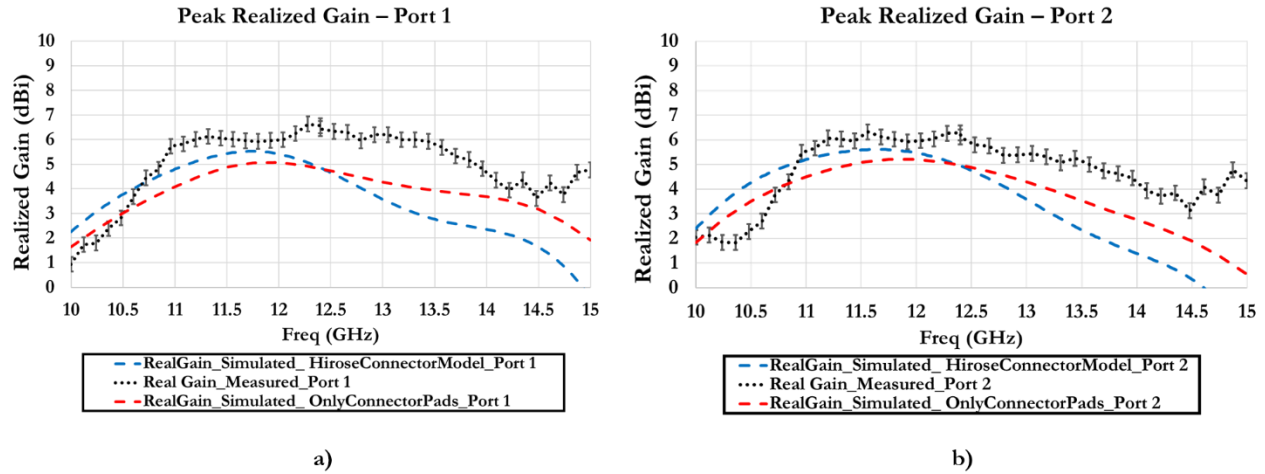 Peak Realized Gain – Port 1
Realized Gain (dBi)
10
9
8
7
6
5
4
3
2
1
0
10 10.5 11 11.5 12 12.5 13 13.5 14 14.5 15
Freq (GHz)
RealGain_Simulated_ HiroseConnectorModel_Port 1
Real Gain_Measured_Port 1
RealGain_Simulated_ OnlyConnectorPads_Port 1
a)
Peak Realized Gain – Port 2
Realized Gain (dBi)
10
9
8
7
6
5
4
3
2
1
0
10 10.5 11 11.5 12 12.5 13 13.5 14 14.5 15
Freq (GHz)
RealGain_Simulated_ HiroseConnectorModel_Port 2
Real Gain_Measured_Port 2
RealGain_Simulated_ OnlyConnectorPads_Port 2
b)